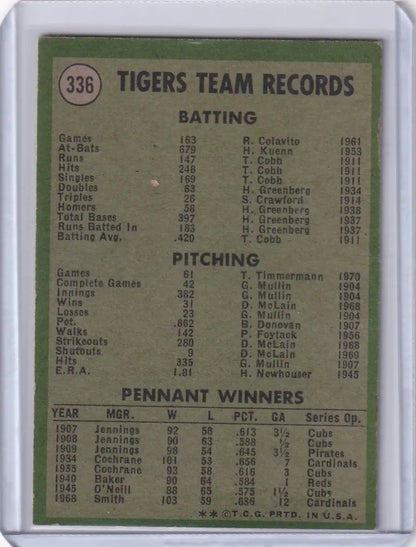 336 TIGERS TEAM RECORDS
BATTING
Games 163 R. Colavito 1961
At-Bats 679 H. Kuenn 1953
Runs 147 T. Cobb 1911
Hits 248 T. Cobb 1911
Singles 169 T. Cobb 1911
Doubles 63 H. Greenberg 1934
Triples 26 S. Crawford 1914
Homers 58 H. Greenberg 1938
Total Bases 397 H. Greenberg 1937
Runs Batted In 183 H. Greenberg 1937
Batting Avg. .420 T. Cobb 1911
PITCHING
Games 61 T. Timmermann 1970
Complete Games 42 G. Mullin 1904
Innings 382 G. Mullin 1904
Wins 31 D. McLain 1968
Losses 23 G. Mullin 1904
Pct. .862 B. Donovan 1907
Walks 142 P. Foytack 1956
Strikeouts 280 D. McLain 1968
Shutouts 9 D. McLain 1969
Hits 335 G. Mullin 1907
E.R.A. 1.81 H. Newhouser 1945
PENNANT WINNERS
YEAR MGR. W L PCT. GA Series Op.
1907 Jennings 92 58 .613 1½ Cubs
1908 Jennings 90 63 .588 ½ Cubs
1909 Jennings 98 54 .645 3½ Pirates
1934 Cochrane 101 53 .656 7 Cardinals
1935 Cochrane 93 58 .616 3 Cubs
1940 Baker 90 64 .584 1 Reds
1945 O'Neill 88 65 .575 1½ Cubs
1968 Smith 103 59 .636 12 Cardinals
** © T.C.G. PRTD. IN U.S.A.